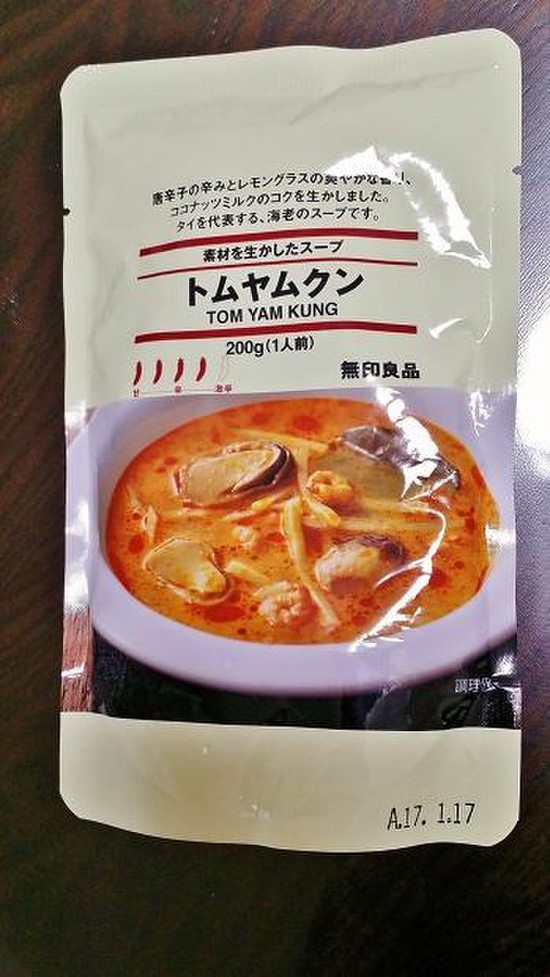 唐辛子の辛みとレモングラスの爽やかな香り、
ココナッツミルクのコクを生かしました。
タイを代表する、海老のスープです。
素材を生かしたスープ
トムヤムクン
TOM YAM KUNG
200g(1人前)
無印良品
辛
激辛
調理例
A.17. 1.17